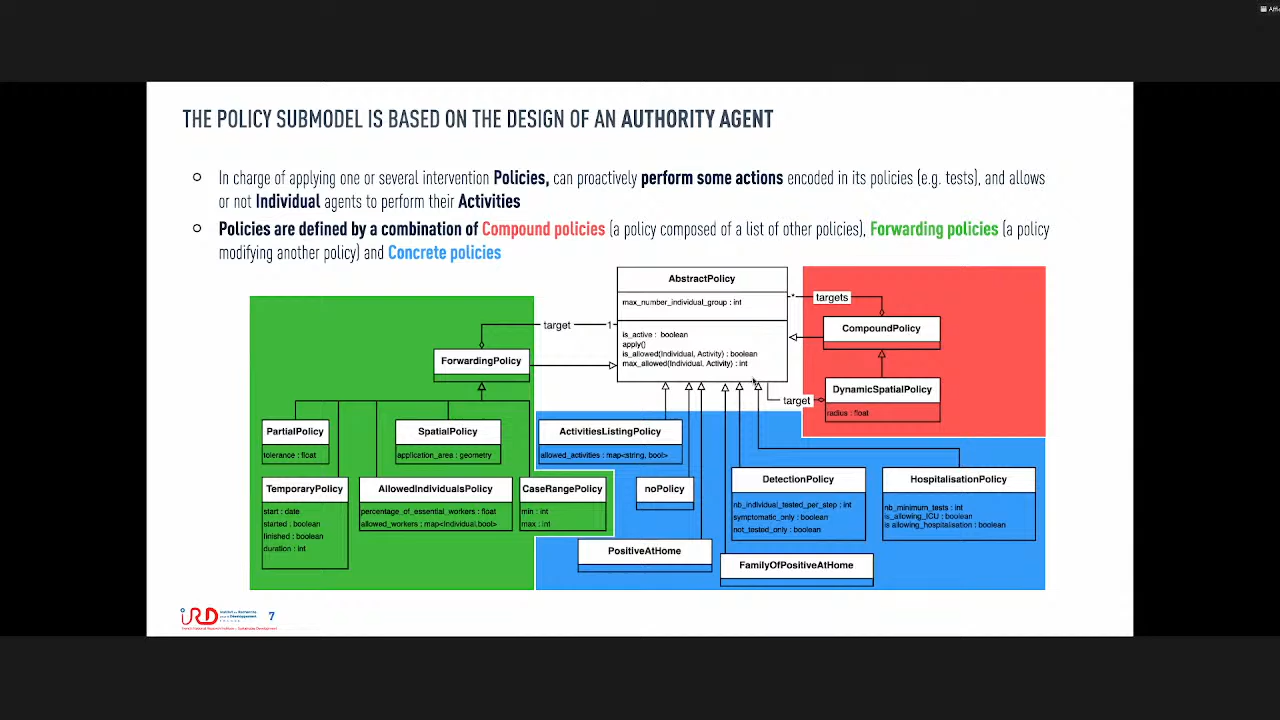 Affi
THE POLICY SUBMODEL IS BASED ON THE DESIGN OF AN AUTHORITY AGENT
In charge of applying one or several intervention Policies, can proactively perform some actions encoded in its policies (e.g. tests), and allows
or not Individual agents to perform their Activities
Policies are defined by a combination of Compound policies (a policy composed of a list of other policies), Forwarding policies (a policy
modifying another policy) and Concrete policies
AbstractPolicy
max_number_individual_group : int
is_active : boolean
apply()
is_allowed(Individual, Activity) : boolean
max_allowed(Individual, Activity) : int
* targets
CompoundPolicy
DynamicSpatialPolicy
radius : float
target
target 1
ForwardingPolicy
PartialPolicy
tolerance : float
SpatialPolicy
application_area : geometry
TemporaryPolicy
start : date
started : boolean
finished : boolean
duration : int
AllowedIndividualsPolicy
percentage_of_essential_workers : float
allowed_workers : map<Individual,bool>
CaseRangePolicy
min : int
max : int
ActivitiesListingPolicy
allowed_activities : map<string, bool>
noPolicy
DetectionPolicy
nb_individual_tested_per_step : int
symptomatic_only : boolean
not_tested_only : boolean
HospitalisationPolicy
nb_minimum_tests : int
is_allowing_ICU : boolean
is allowing_hospitalisation : boolean
PositiveAtHome
FamilyOfPositiveAtHome
IRD
7